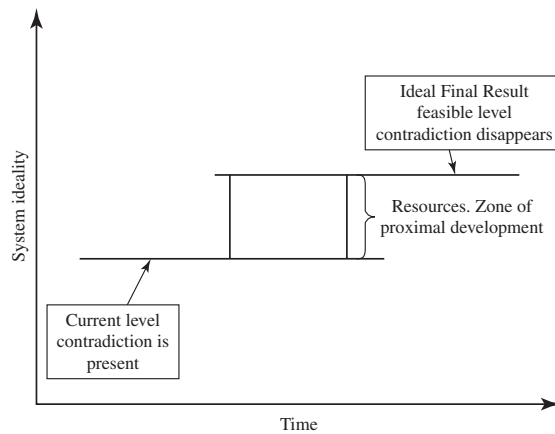 Ideal Final Result
feasible level
contradiction disappears
System ideality
Resources. Zone of
proximal development
Current level
contradiction is
present
Time